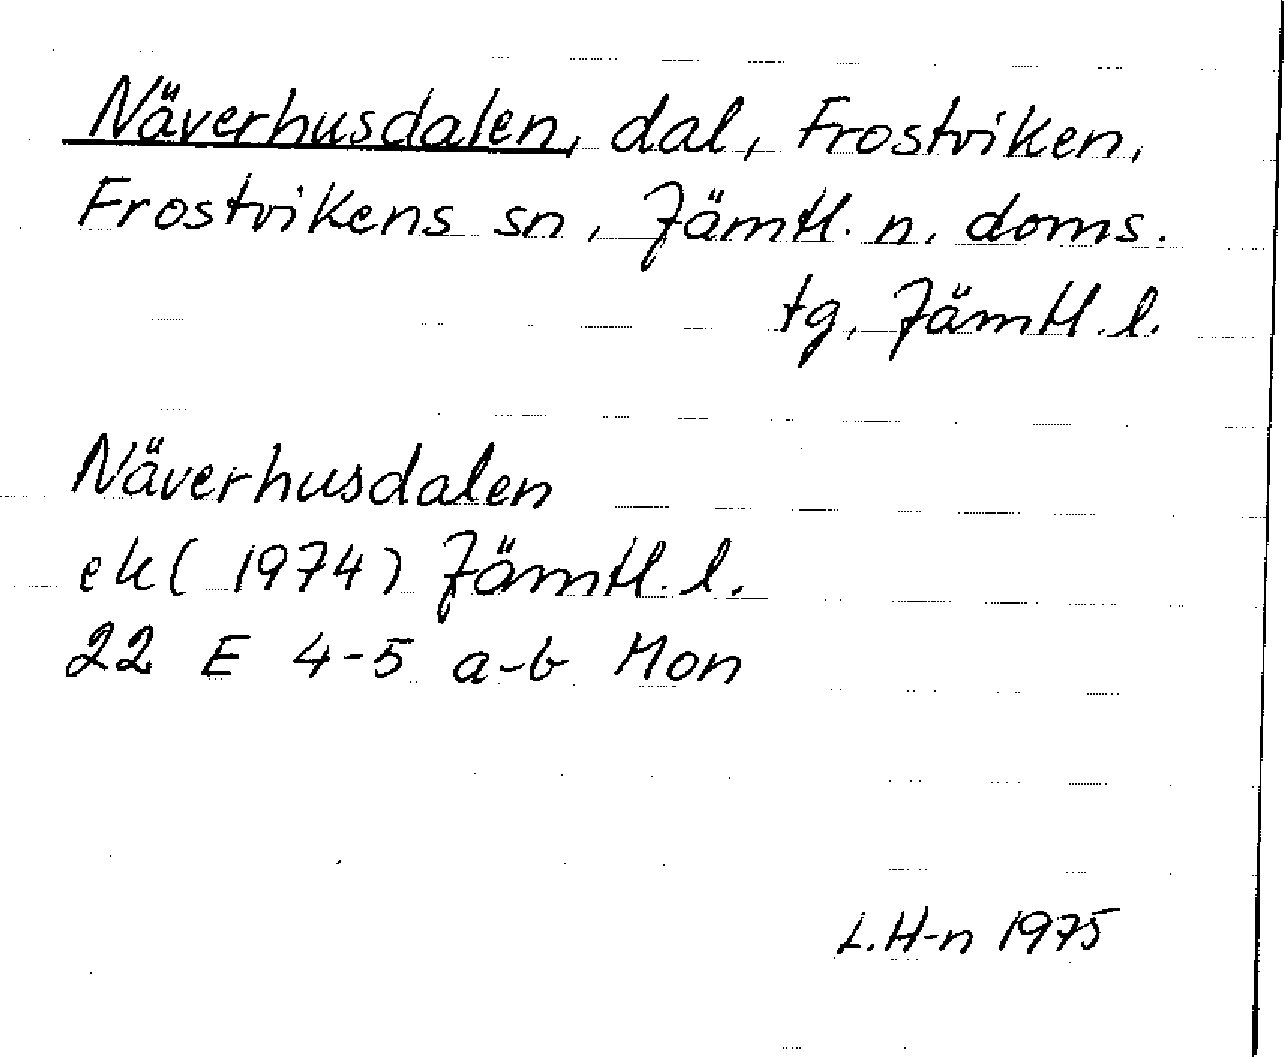 Näverhusdalen, dal, Frostviken,
Frostvikens sn, Jämtl. n. doms.
tg, Jämtl. l.
Näverhusdalen
ek (1974) Jämtl. l.
22 E 4-5 a-b Mon
L.H-n 1975